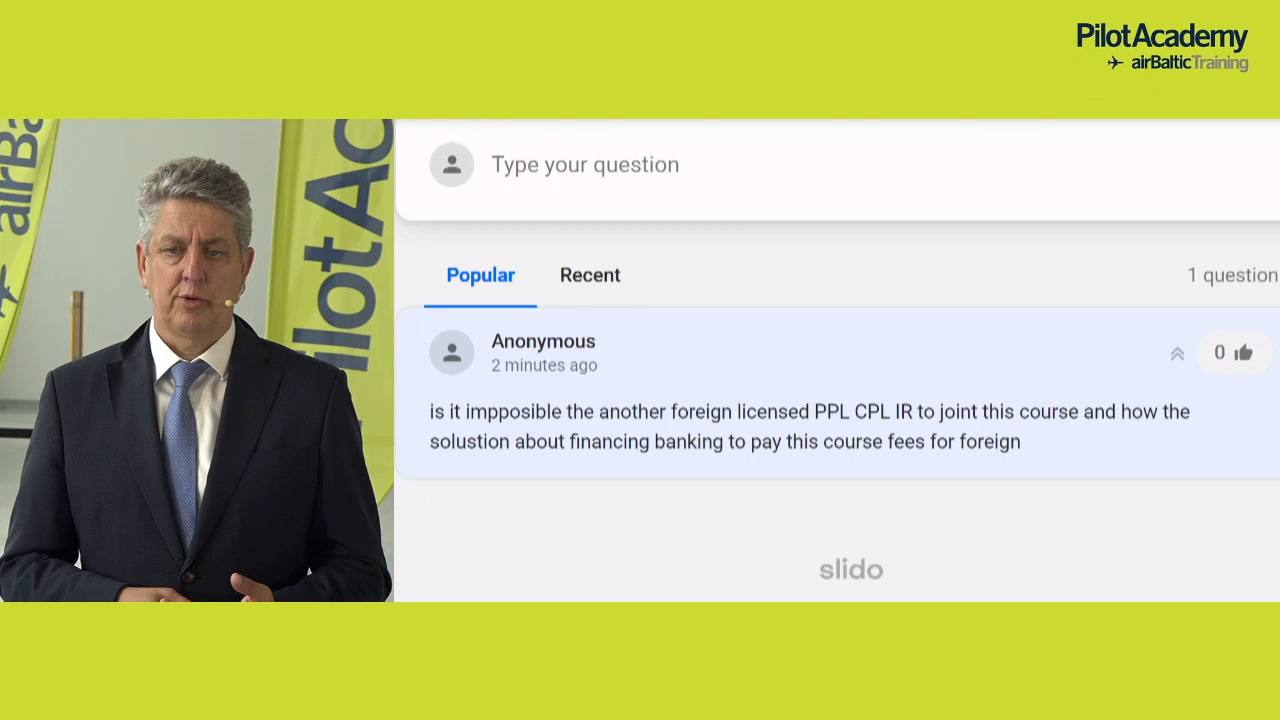 PilotAcademy
airBalticTraining
airBa
ilotAc
Type your question
Popular
Recent
1 question
Anonymous
2 minutes ago
0
is it impposible the another foreign licensed PPL CPL IR to joint this course and how the
solustion about financing banking to pay this course fees for foreign
slido